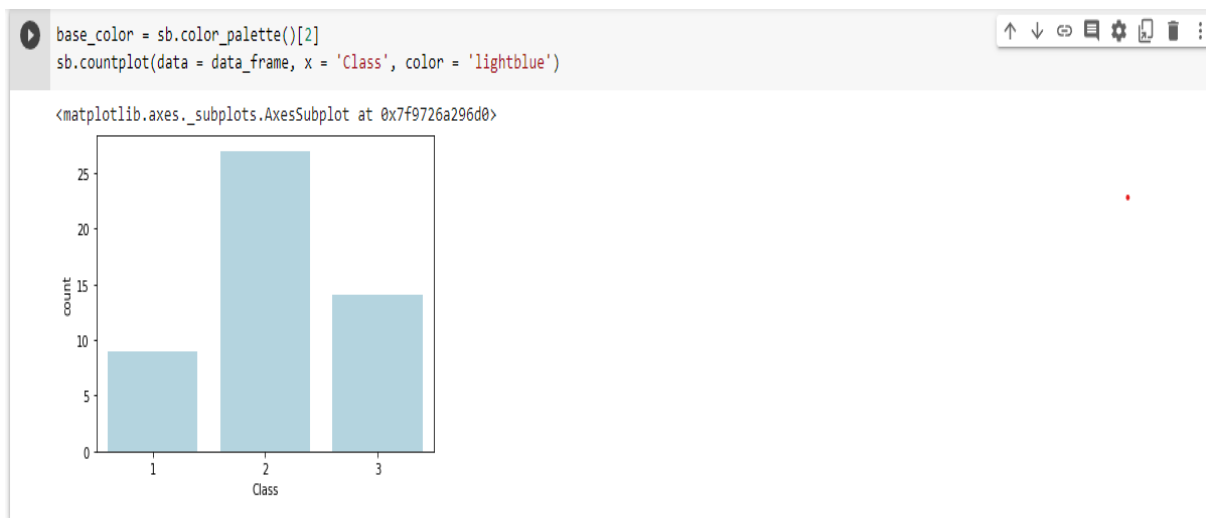 base_color = sb.color_palette()[2]
sb.countplot(data = data_frame, x = 'Class', color = 'lightblue')
<matplotlib.axes._subplots.AxesSubplot at 0x7f9726a296d0>
25
20
15
10
5
0
count
1 2 3
Class